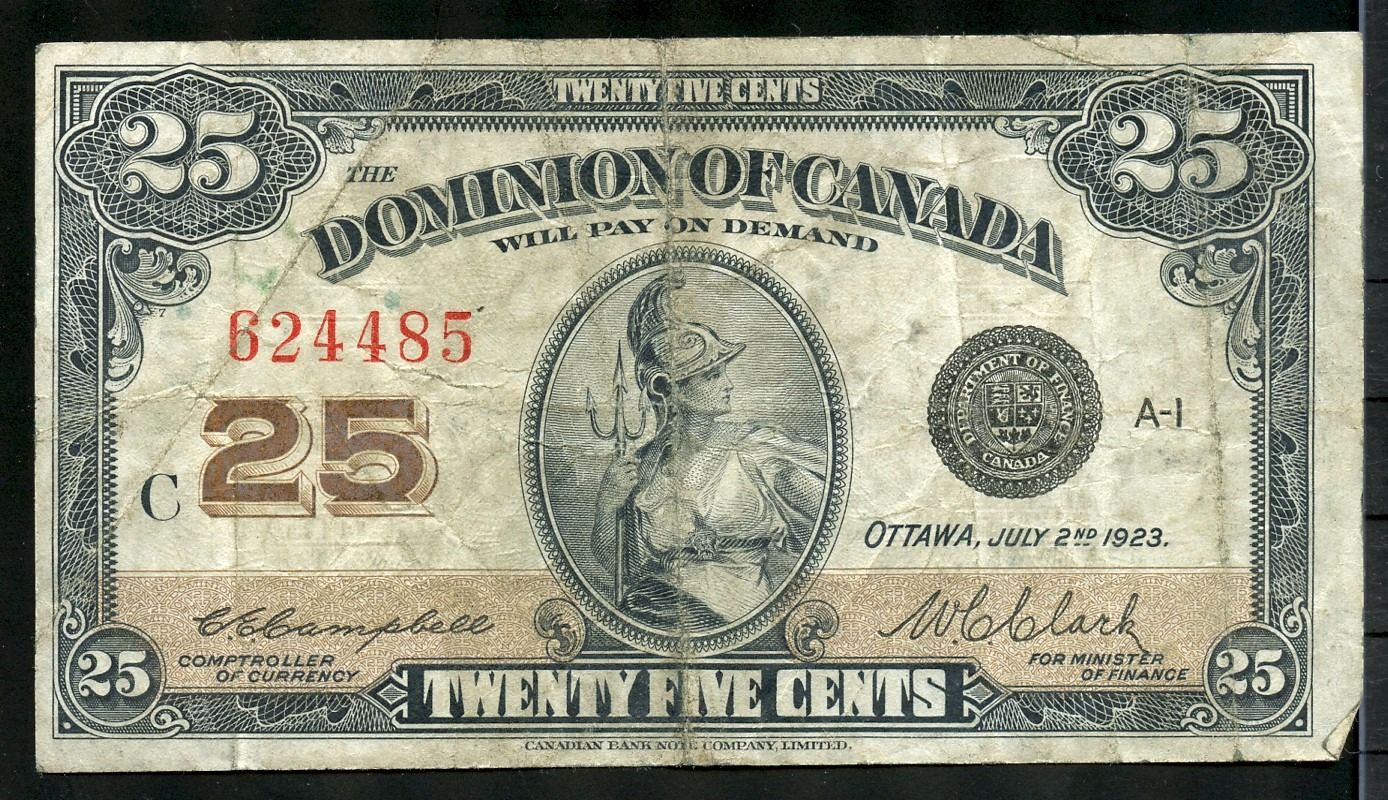 25 TWENTY FIVE CENTS 25
THE
DOMINION OF CANADA
WILL PAY ON DEMAND
624485
DEPARTMENT OF FINANCE
CANADA
A-1
C 25
OTTAWA, JULY 2ND 1923.
C.E. Campbell
W.C. Clark
COMPTROLLER
OF CURRENCY
FOR MINISTER
OF FINANCE
25 TWENTY FIVE CENTS 25
CANADIAN BANK NOTE COMPANY, LIMITED.